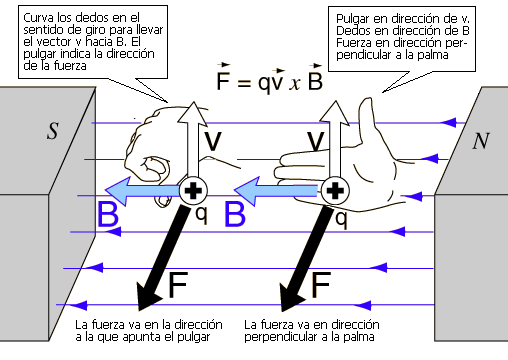 Curva los dedos en el
sentido de giro para llevar
el vector v hacia B. El
pulgar indica la dirección
de la fuerza
Pulgar en dirección de v.
Dedos en dirección de B
Fuerza en dirección per-
pendicular a la palma
F = qv x B
S
N
v
v
B
q
B
q
F
F
La fuerza va en la dirección
a la que apunta el pulgar
La fuerza va en dirección
perpendicular a la palma